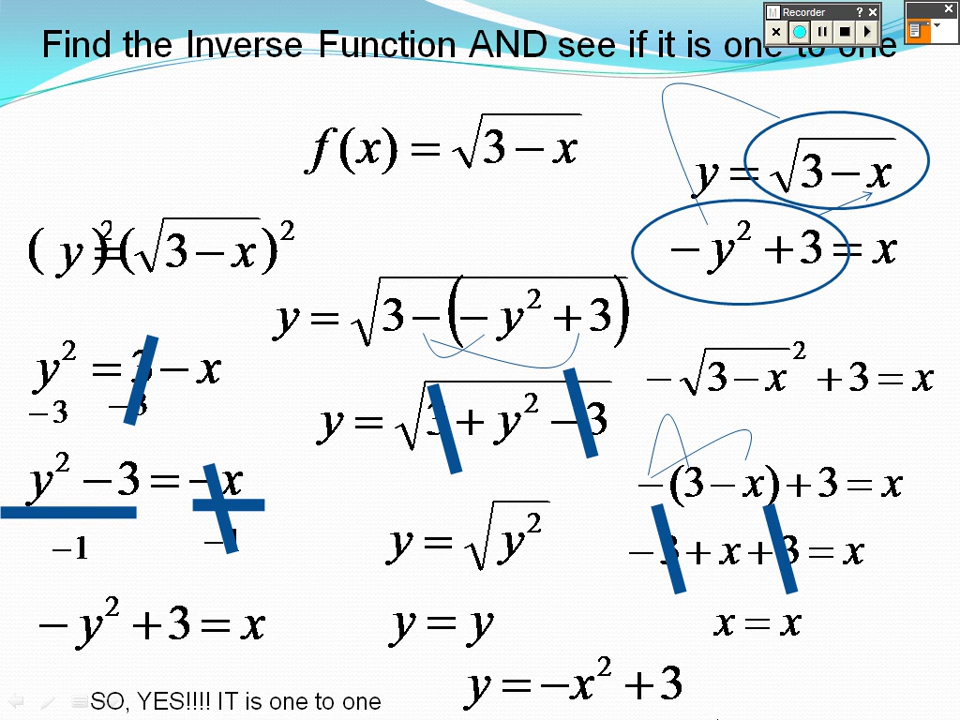 Find the Inverse Function AND see if it is one to one
Recorder
f(x) = √(3 − x)
y = √(3 − x)
( y )² = ( √(3 − x) )²
− y² + 3 = x
y = √(3 − (− y² + 3))
y² = 3 − x
−3 −3
− √(3 − x)² + 3 = x
y = √(3 + y² − 3)
y² − 3 = − x
−1 −1
−(3 − x) + 3 = x
y = √(y²)
− 3 + x + 3 = x
− y² + 3 = x
y = y
x = x
y = −x² + 3
SO, YES!!!! IT is one to one